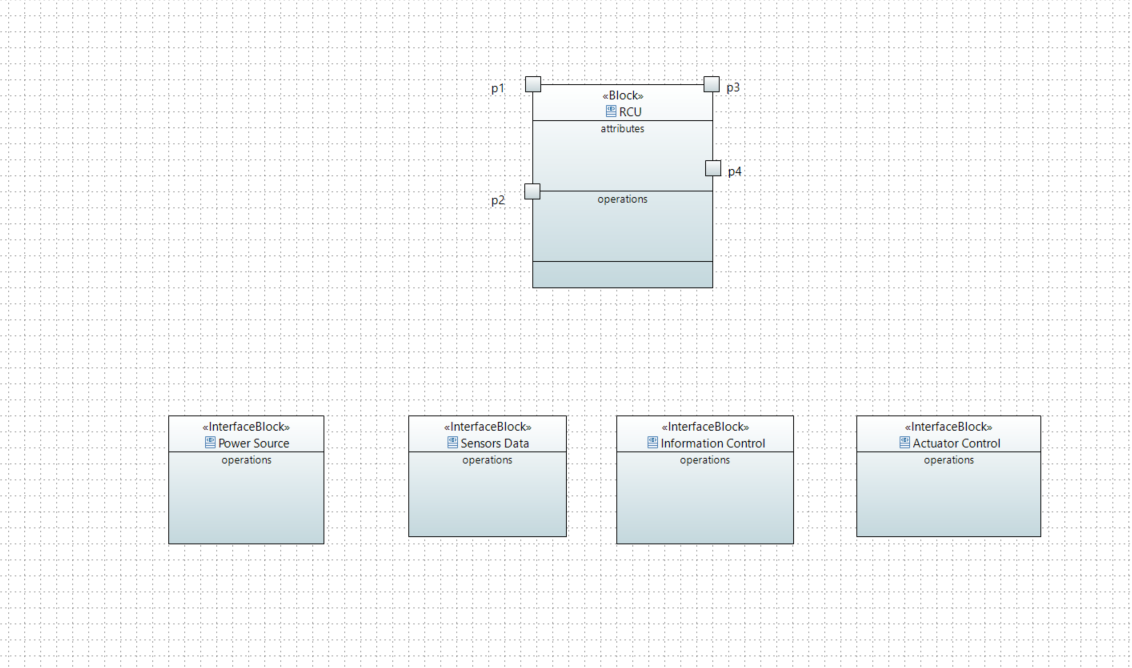 p1
p3
«Block»
RCU
attributes
p4
p2
operations
«InterfaceBlock»
Power Source
operations
«InterfaceBlock»
Sensors Data
operations
«InterfaceBlock»
Information Control
operations
«InterfaceBlock»
Actuator Control
operations